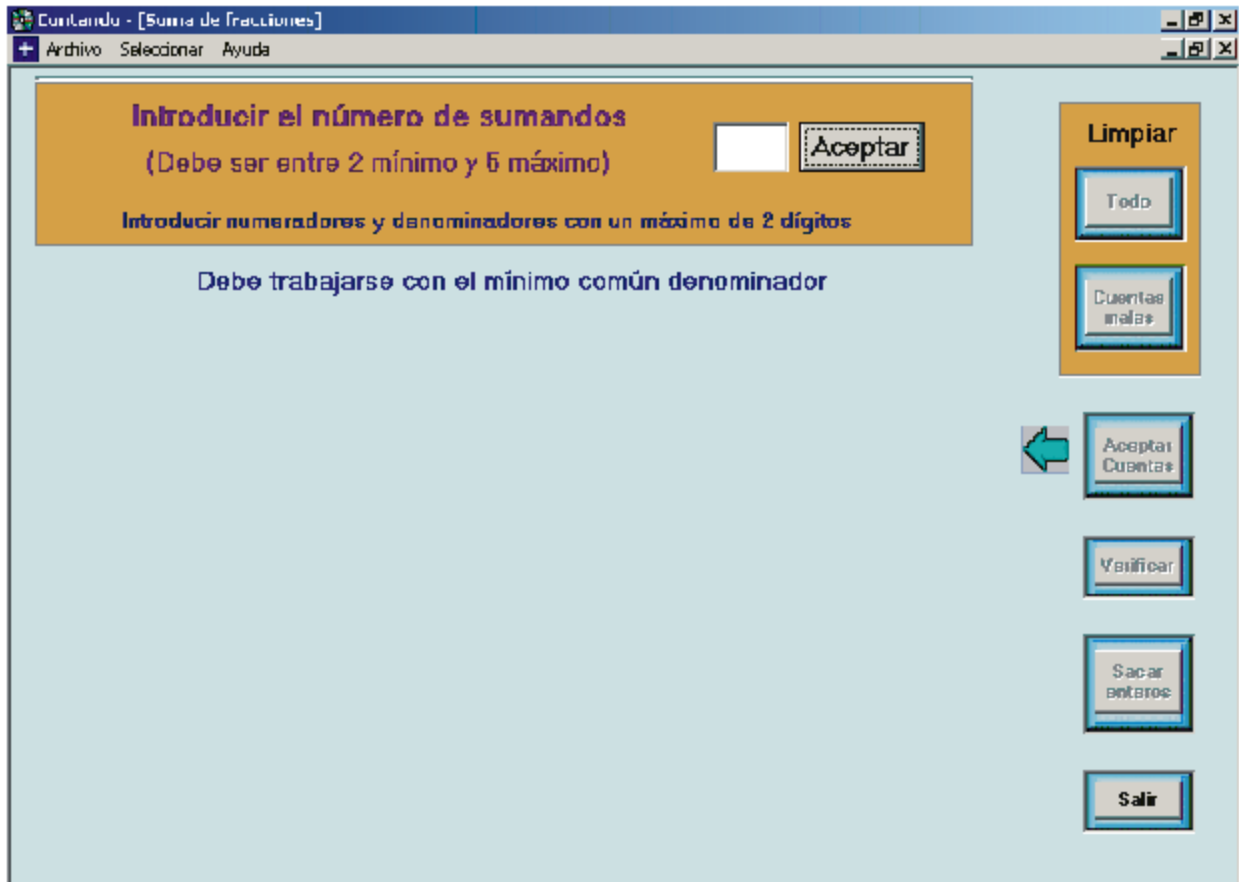 Contando - [Suma de fracciones]
Archivo Seleccionar Ayuda
Introducir el número de sumandos
(Debe ser entre 2 mínimo y 5 máximo)
Aceptar
Introducir numeradores y denominadores con un máximo de 2 dígitos
Debe trabajarse con el mínimo común denominador
Limpiar
Todo
Cuentas
malas
Aceptar
Cuentas
Verificar
Sacar
enteros
Salir